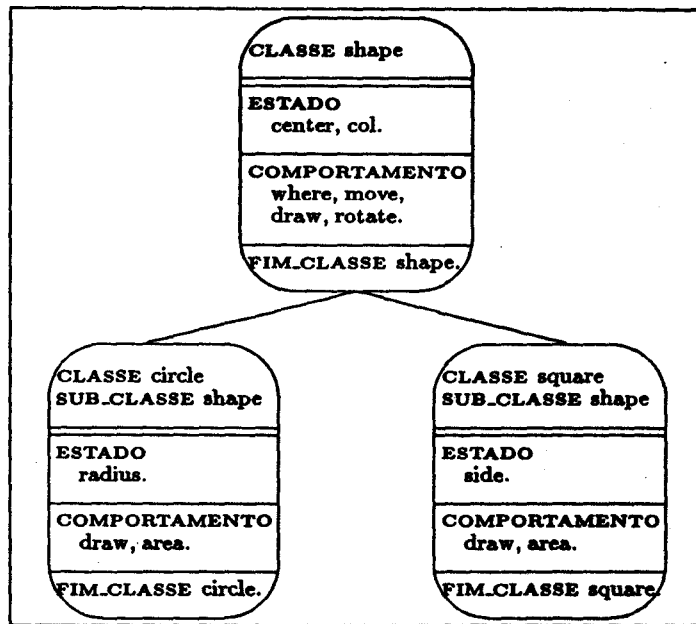 CLASSE shape
ESTADO
center, col.
COMPORTAMENTO
where, move,
draw, rotate.
FIM_CLASSE shape.
CLASSE circle
SUB_CLASSE shape
ESTADO
radius.
COMPORTAMENTO
draw, area.
FIM_CLASSE circle.
CLASSE square
SUB_CLASSE shape
ESTADO
side.
COMPORTAMENTO
draw, area.
FIM_CLASSE square.